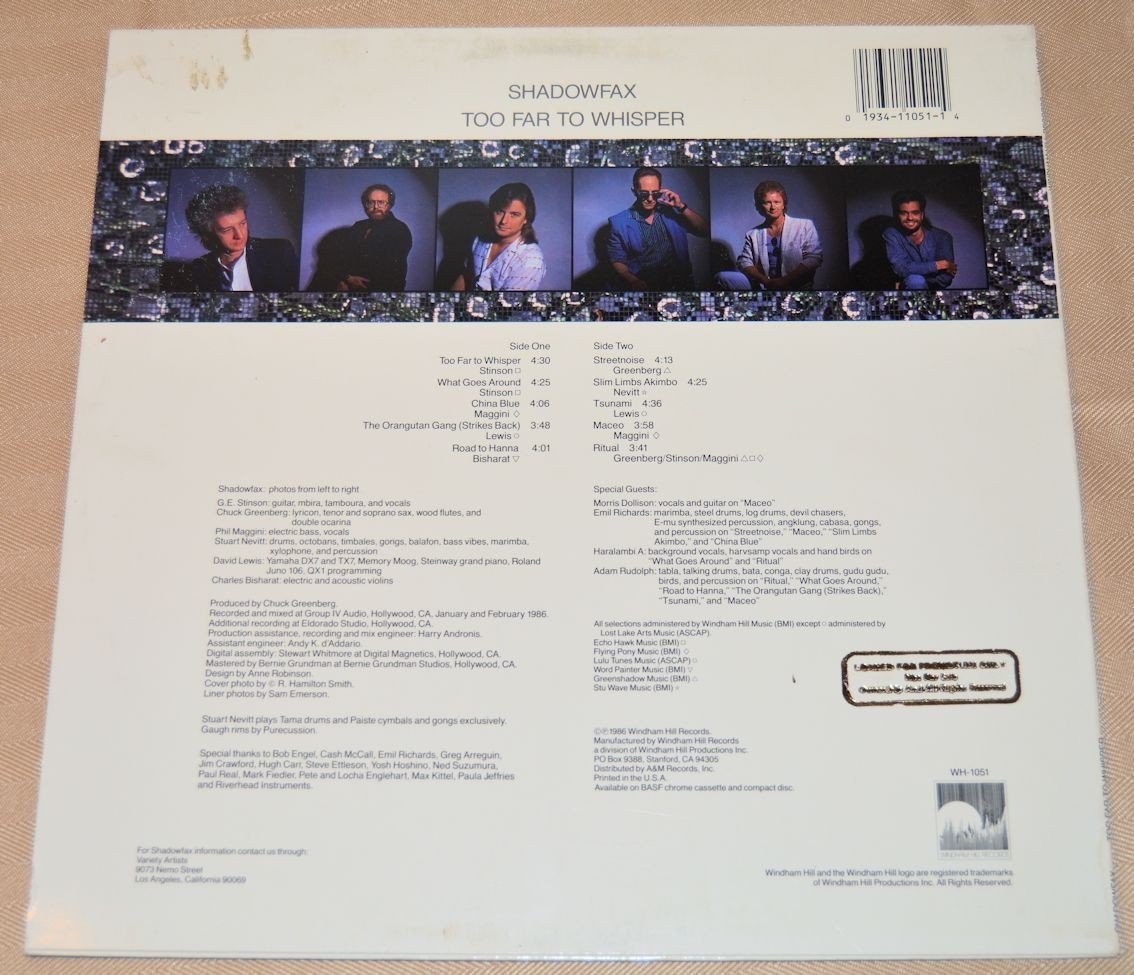 SHADOWFAX
TOO FAR TO WHISPER
0 1934-11051-1 4
Side One
Too Far to Whisper 4:30
Stinson □
What Goes Around 4:25
Stinson □
China Blue 4:06
Maggini ◇
The Orangutan Gang (Strikes Back) 3:48
Lewis ○
Road to Hanna 4:01
Bisharat ▽
Side Two
Streetnoise 4:13
Greenberg △
Slim Limbs Akimbo 4:25
Nevitt ☆
Tsunami 4:36
Lewis ○
Maceo 3:58
Maggini ◇
Ritual 3:41
Greenberg/Stinson/Maggini △□◇
Shadowfax: photos from left to right
G.E. Stinson: guitar, mbira, tamboura, and vocals
Chuck Greenberg: lyricon, tenor and soprano sax, wood flutes, and
double ocarina
Phil Maggini: electric bass, vocals
Stuart Nevitt: drums, octobans, timbales, gongs, balafon, bass vibes, marimba,
xylophone, and percussion
David Lewis: Yamaha DX7 and TX7, Memory Moog, Steinway grand piano, Roland
Juno 106, QX1 programming
Charles Bisharat: electric and acoustic violins
Produced by Chuck Greenberg.
Recorded and mixed at Group IV Audio, Hollywood, CA, January and February 1986.
Additional recording at Eldorado Studio, Hollywood, CA.
Production assistance, recording and mix engineer: Harry Andronis.
Assistant engineer: Andy K. d'Addario.
Digital assembly: Stewart Whitmore at Digital Magnetics, Hollywood, CA.
Mastered by Bernie Grundman at Bernie Grundman Studios, Hollywood, CA.
Design by Anne Robinson.
Cover photo by © R. Hamilton Smith.
Liner photos by Sam Emerson.
Stuart Nevitt plays Tama drums and Paiste cymbals and gongs exclusively.
Gaugh rims by Purecussion.
Special thanks to Bob Engel, Cash McCall, Emil Richards, Greg Arreguin,
Jim Crawford, Hugh Carr, Steve Ettleson, Yosh Hoshino, Ned Suzumura,
Paul Real, Mark Fiedler, Pete and Locha Englehart, Max Kittel, Paula Jeffries
and Riverhead Instruments.
For Shadowfax information contact us through:
Variety Artists
9073 Nemo Street
Los Angeles, California 90069
Special Guests:
Morris Dollison: vocals and guitar on "Maceo"
Emil Richards: marimba, steel drums, log drums, devil chasers,
E-mu synthesized percussion, angklung, cabasa, gongs,
and percussion on "Streetnoise," "Maceo," "Slim Limbs
Akimbo," and "China Blue"
Haralambi A: background vocals, harvsamp vocals and hand birds on
"What Goes Around" and "Ritual"
Adam Rudolph: tabla, talking drums, bata, conga, clay drums, gudu gudu,
birds, and percussion on "Ritual," "What Goes Around,"
"Road to Hanna," "The Orangutan Gang (Strikes Back),"
"Tsunami," and "Maceo"
All selections administered by Windham Hill Music (BMI) except ○ administered by
Lost Lake Arts Music (ASCAP).
Echo Hawk Music (BMI) □
Flying Pony Music (BMI) ◇
Lulu Tunes Music (ASCAP) ○
Word Painter Music (BMI) ▽
Greenshadow Music (BMI) △
Stu Wave Music (BMI) ☆
©℗1986 Windham Hill Records.
Manufactured by Windham Hill Records
a division of Windham Hill Productions Inc.
PO Box 9388, Stanford, CA 94305
Distributed by A&M Records, Inc.
Printed in the U.S.A.
Available on BASF chrome cassette and compact disc.
WH-1051
WINDHAM HILL RECORDS
Windham Hill and the Windham Hill logo are registered trademarks
of Windham Hill Productions Inc. All Rights Reserved.